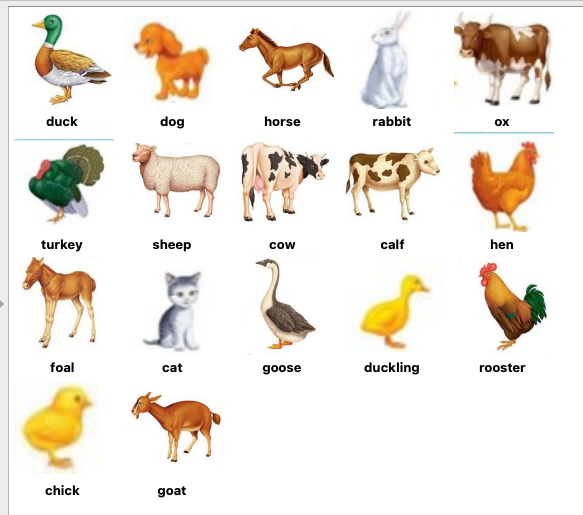 duck dog horse rabbit ox
turkey sheep cow calf hen
foal cat goose duckling rooster
chick goat